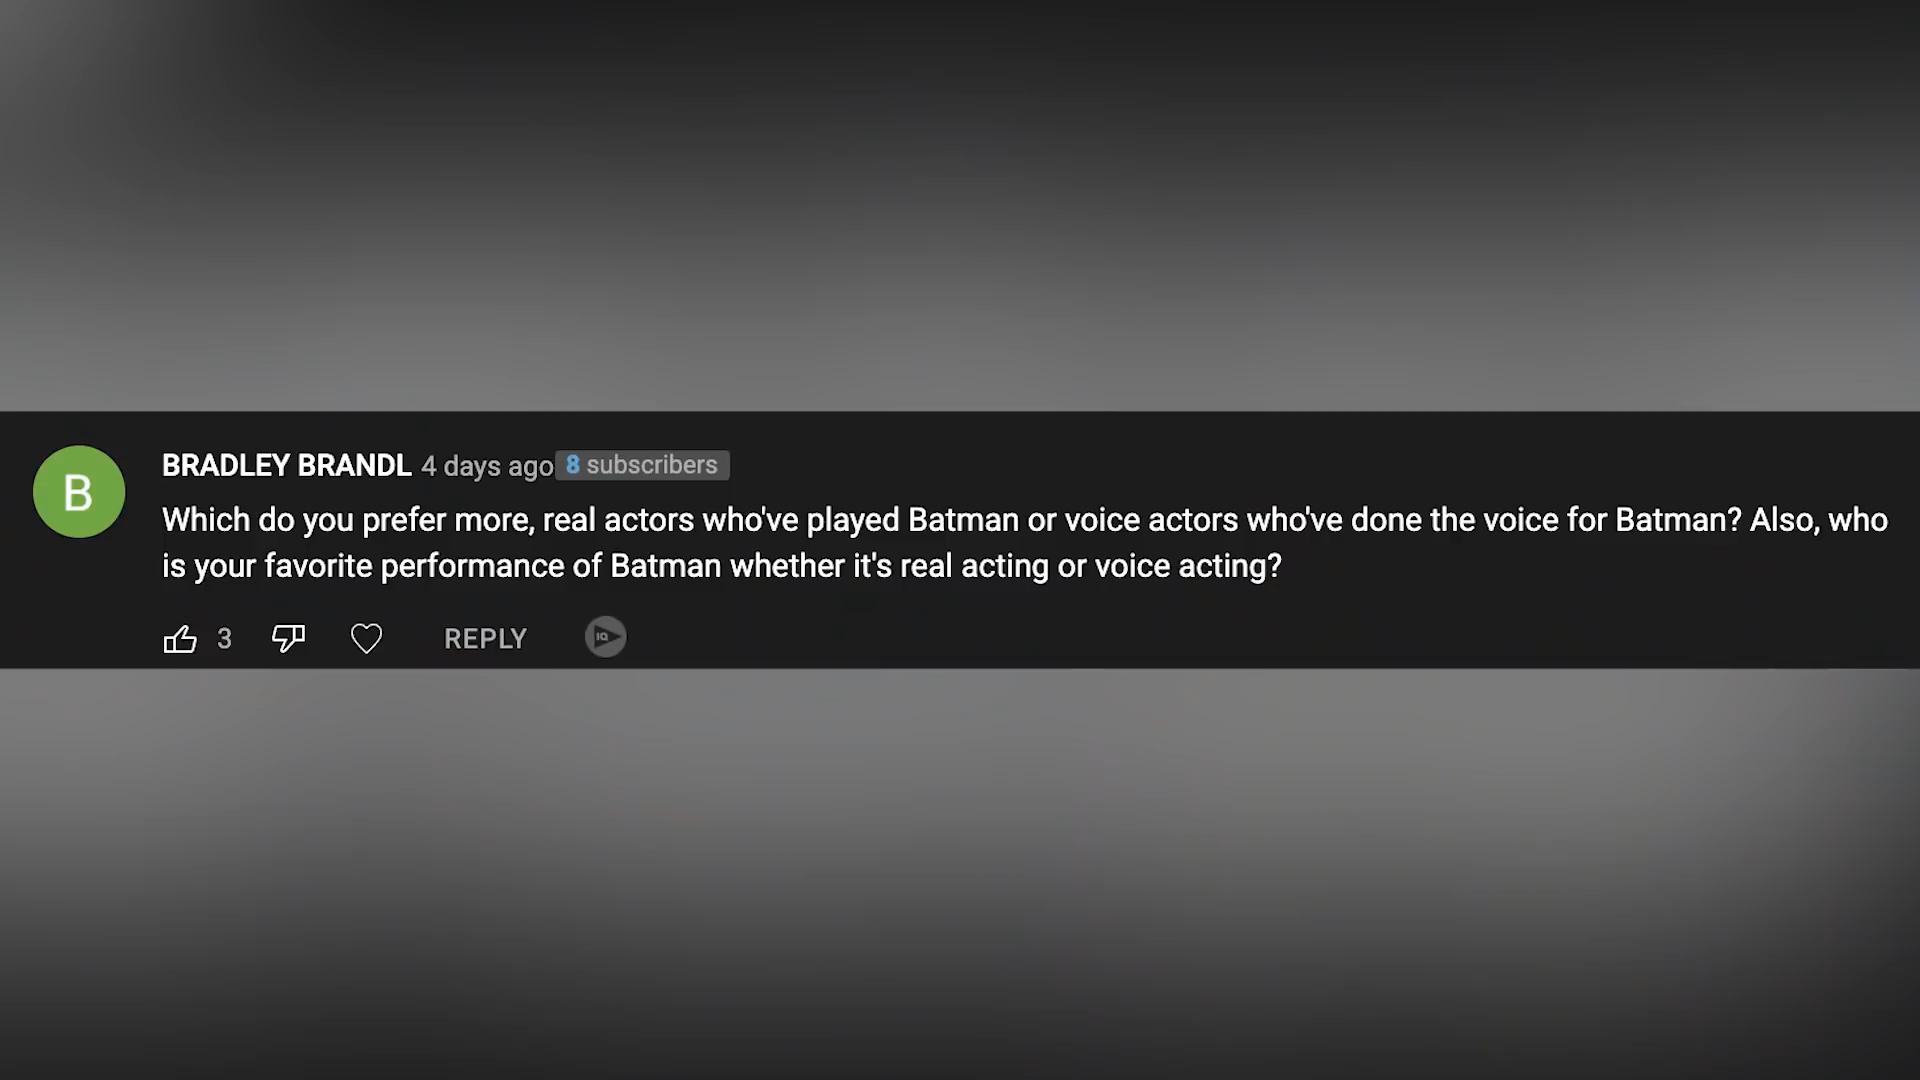 B
BRADLEY BRANDL 4 days ago 8 subscribers
Which do you prefer more, real actors who've played Batman or voice actors who've done the voice for Batman? Also, who
is your favorite performance of Batman whether it's real acting or voice acting?
3 REPLY IQ